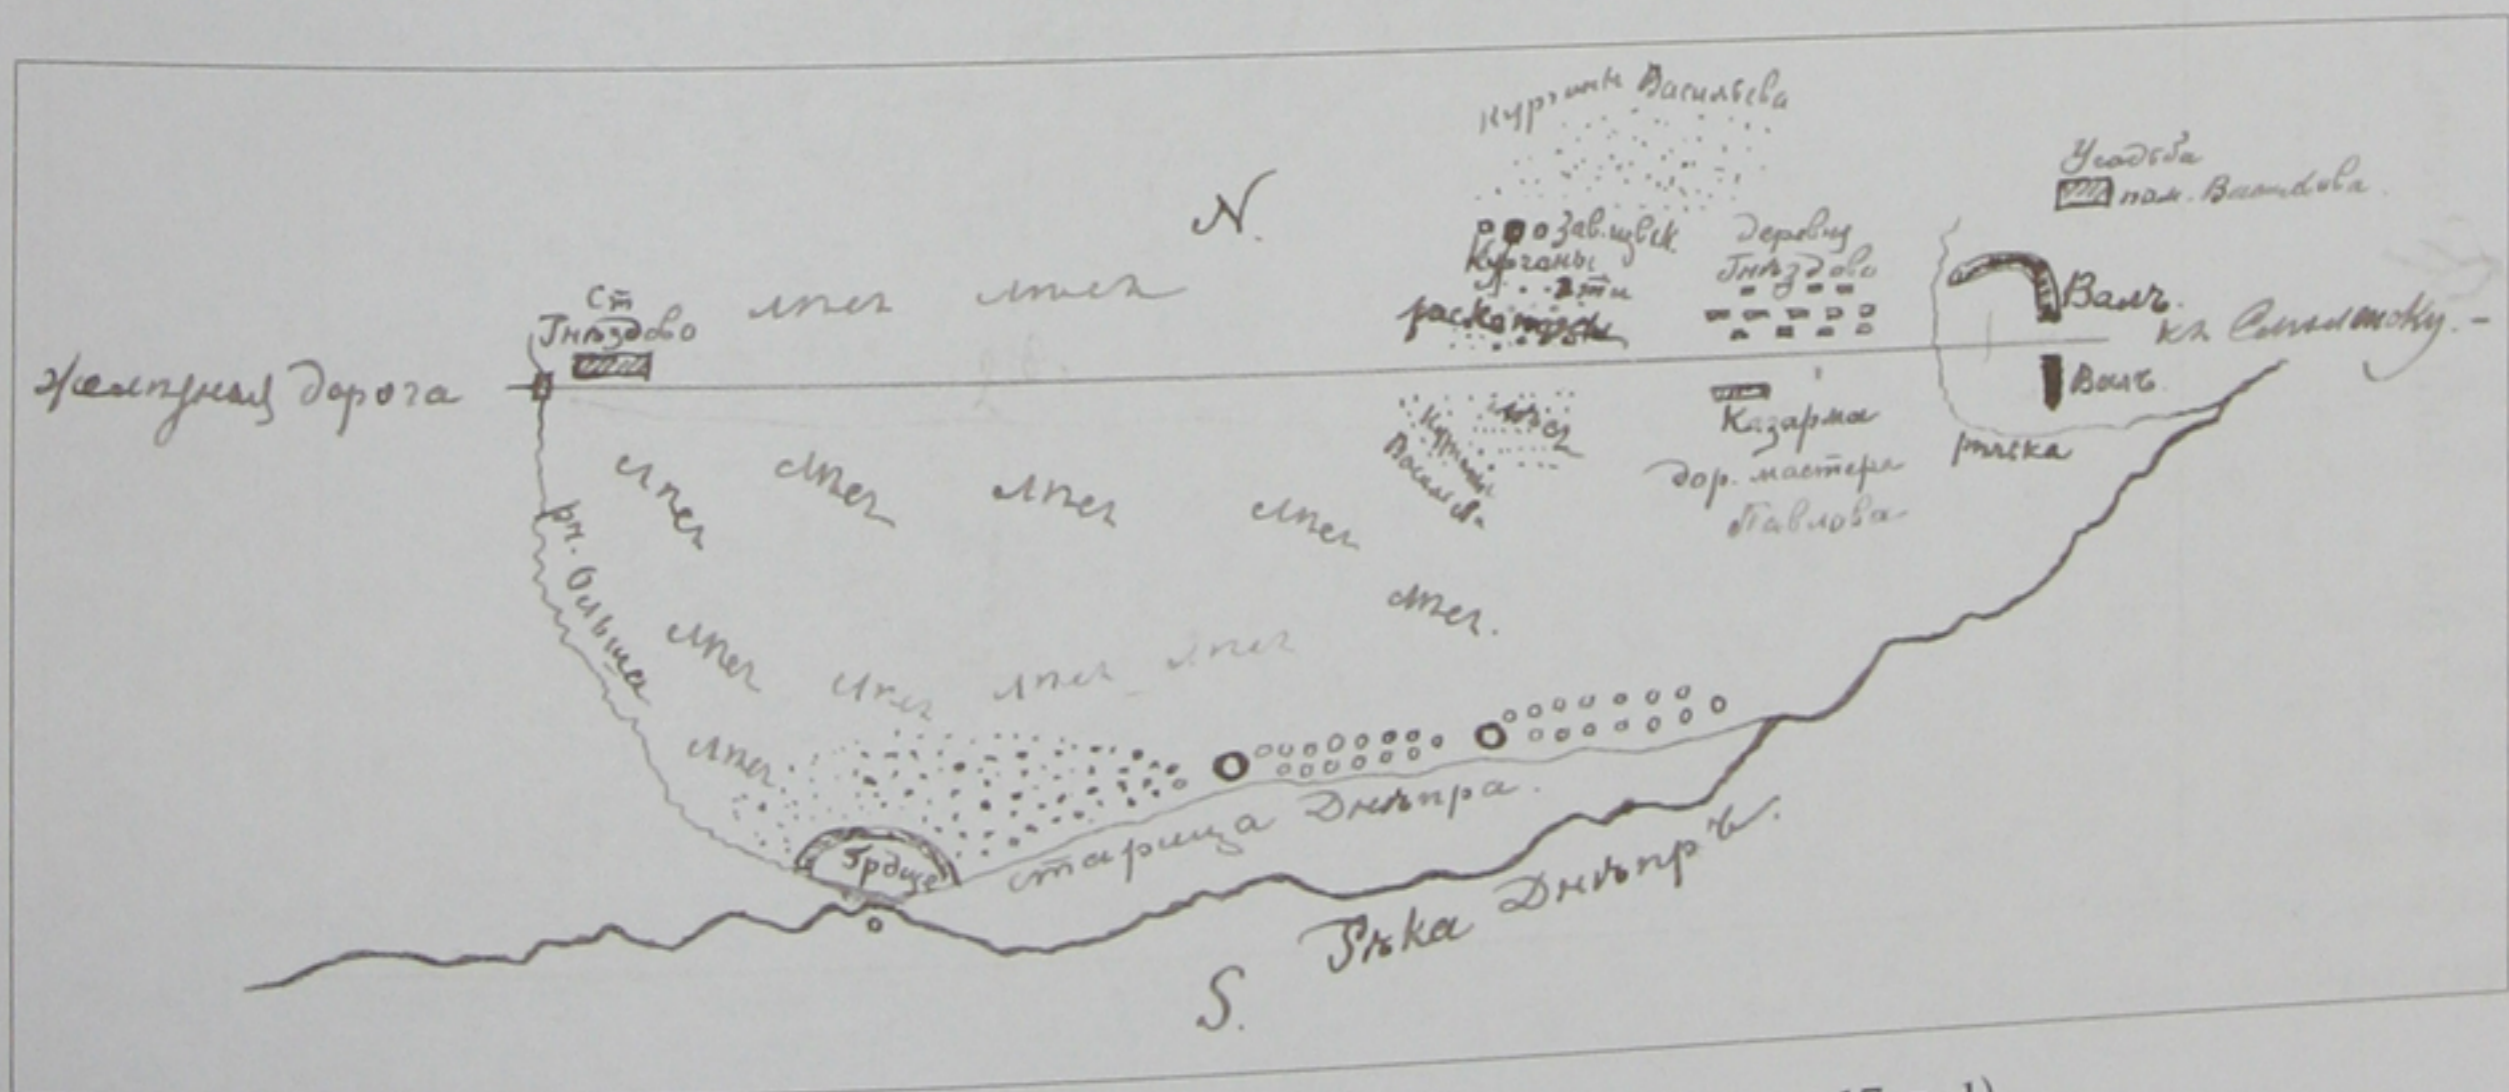 Курганы Васильева
Усадьба
пом.
N.
Завищевск.
Курганы
раскопки
деревня
Гнѣздово
Ст
Гнѣздово
лѣсъ лѣсъ
Валъ.
къ Смоленску.-
Желѣзная дорога
Валъ.
Казарма
дор. мастера
Павлова
рѣчка
Курганы
лѣсъ
Васильева
лѣсъ лѣсъ лѣсъ лѣсъ
рч. Ольша
лѣсъ.
лѣсъ лѣсъ лѣсъ лѣсъ
лѣсъ
Грдще
старица Днѣпра.
Рѣка Днѣпръ.
S.